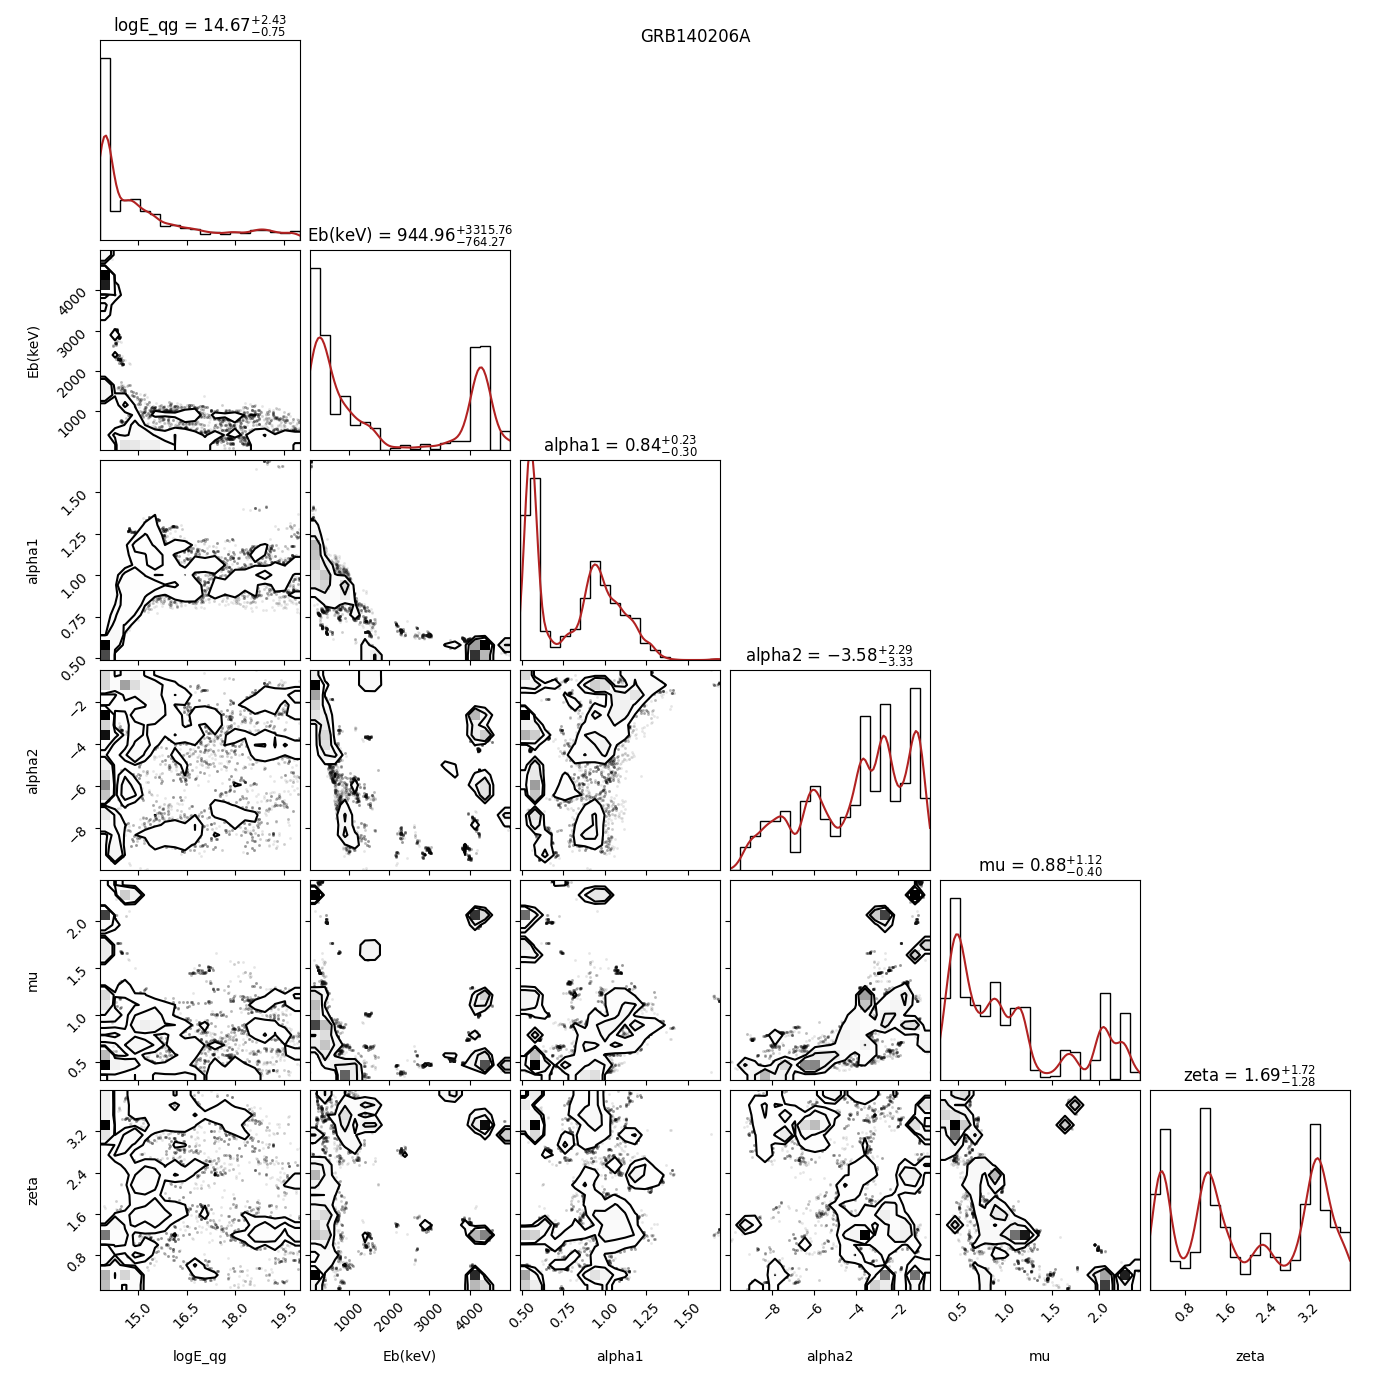 logE_qg = 14.67+2.43 −0.75
GRB140206A
Eb(keV) = 944.96+3315.76 −764.27
4000
3000
2000
1000
Eb(keV)
alpha1 = 0.84+0.23 −0.30
1.50
1.25
1.00
0.75
0.50
alpha1
alpha2 = −3.58+2.29 −3.33
−2
−4
−6
−8
alpha2
mu = 0.88+1.12 −0.40
2.0
1.5
1.0
0.5
mu
zeta = 1.69+1.72 −1.28
3.2
2.4
1.6
0.8
zeta
15.0 16.5 18.0 19.5 1000 2000 3000 4000 0.50 0.75 1.00 1.25 1.50 −8 −6 −4 −2 0.5 1.0 1.5 2.0 0.8 1.6 2.4 3.2
logE_qg Eb(keV) alpha1 alpha2 mu zeta